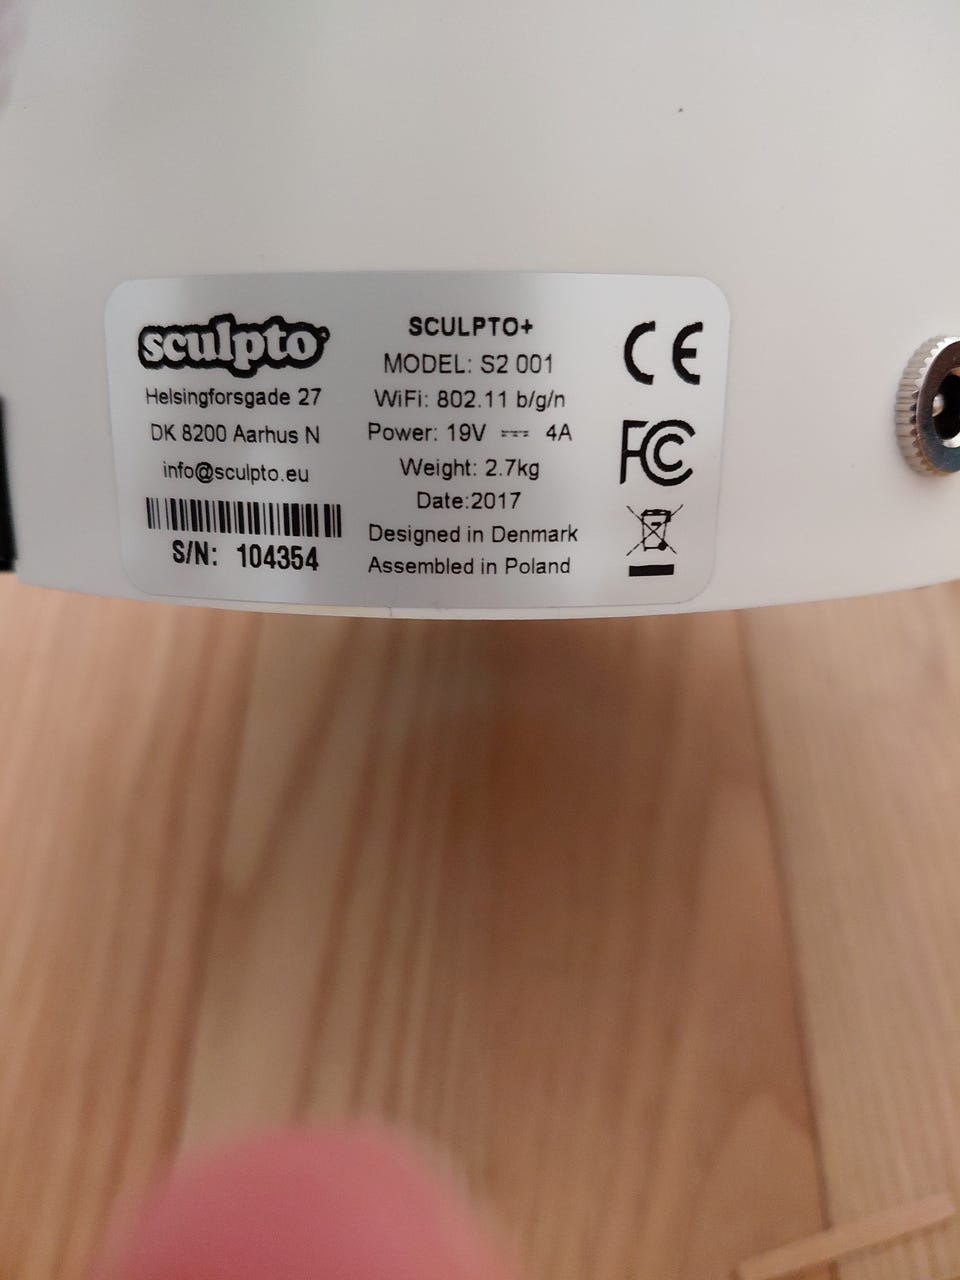 sculpto
Helsingforsgade 27
DK 8200 Aarhus N
info@sculpto.eu
S/N: 104354
SCULPTO+
MODEL: S2 001
WiFi: 802.11 b/g/n
Power: 19V ⎓ 4A
Weight: 2.7kg
Date:2017
Designed in Denmark
Assembled in Poland
CE
FC